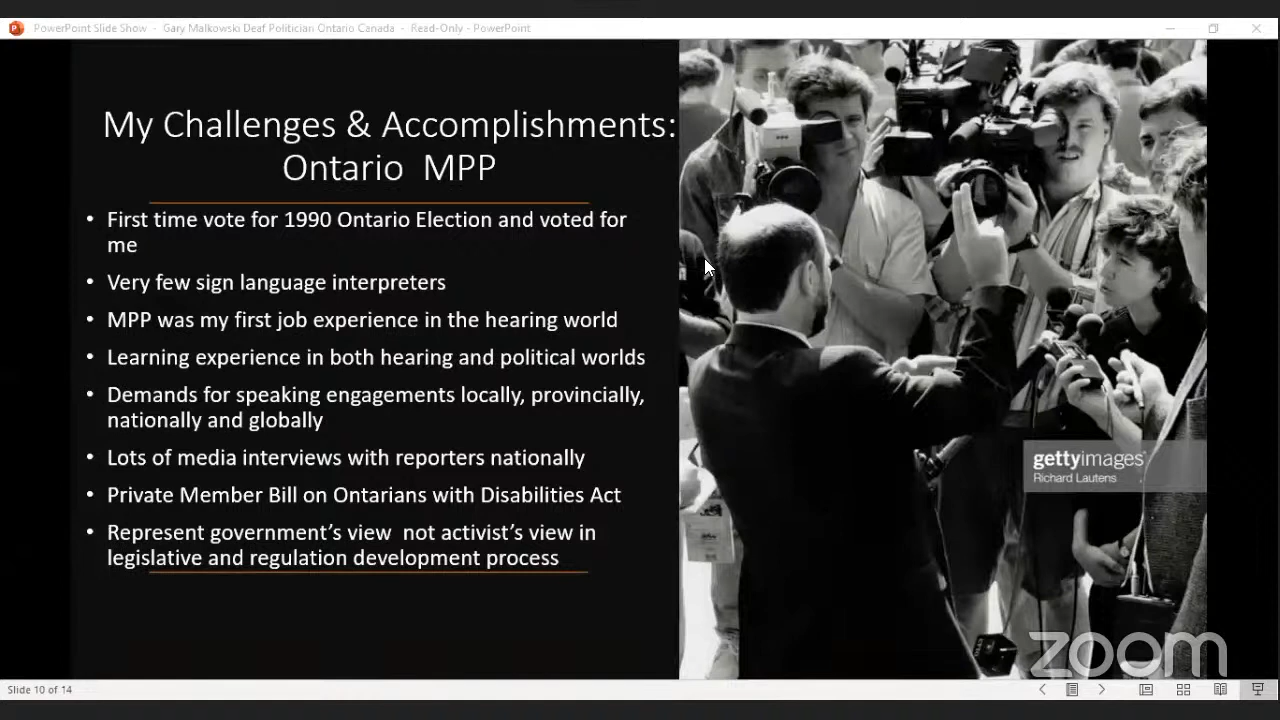 PowerPoint Slide Show - Gary Malkowski Deaf Politician Ontario Canada - Read-Only - PowerPoint
My Challenges & Accomplishments:
Ontario MPP
• First time vote for 1990 Ontario Election and voted for
me
• Very few sign language interpreters
• MPP was my first job experience in the hearing world
• Learning experience in both hearing and political worlds
• Demands for speaking engagements locally, provincially,
nationally and globally
• Lots of media interviews with reporters nationally
• Private Member Bill on Ontarians with Disabilities Act
• Represent government's view not activist's view in
legislative and regulation development process
gettyimages
Richard Lautens
zoom
Slide 10 of 14